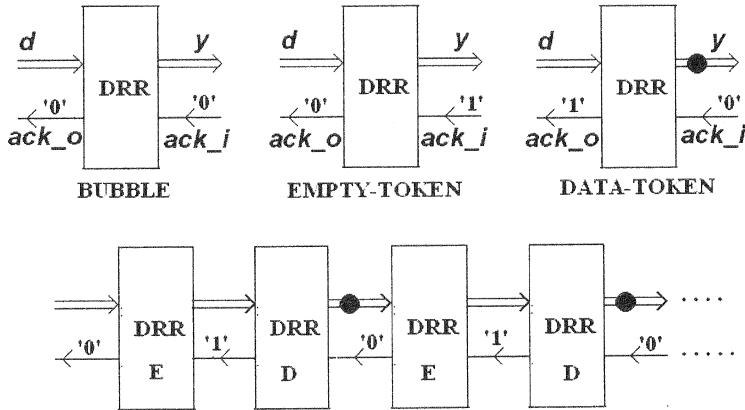 d y d y d y
DRR DRR DRR
'0' '0' '0' '1' '1' '0'
ack_o ack_i ack_o ack_i ack_o ack_i
BUBBLE EMPTY-TOKEN DATA-TOKEN
DRR DRR DRR DRR
'0' '1' '0' '1' '0'
E D E D